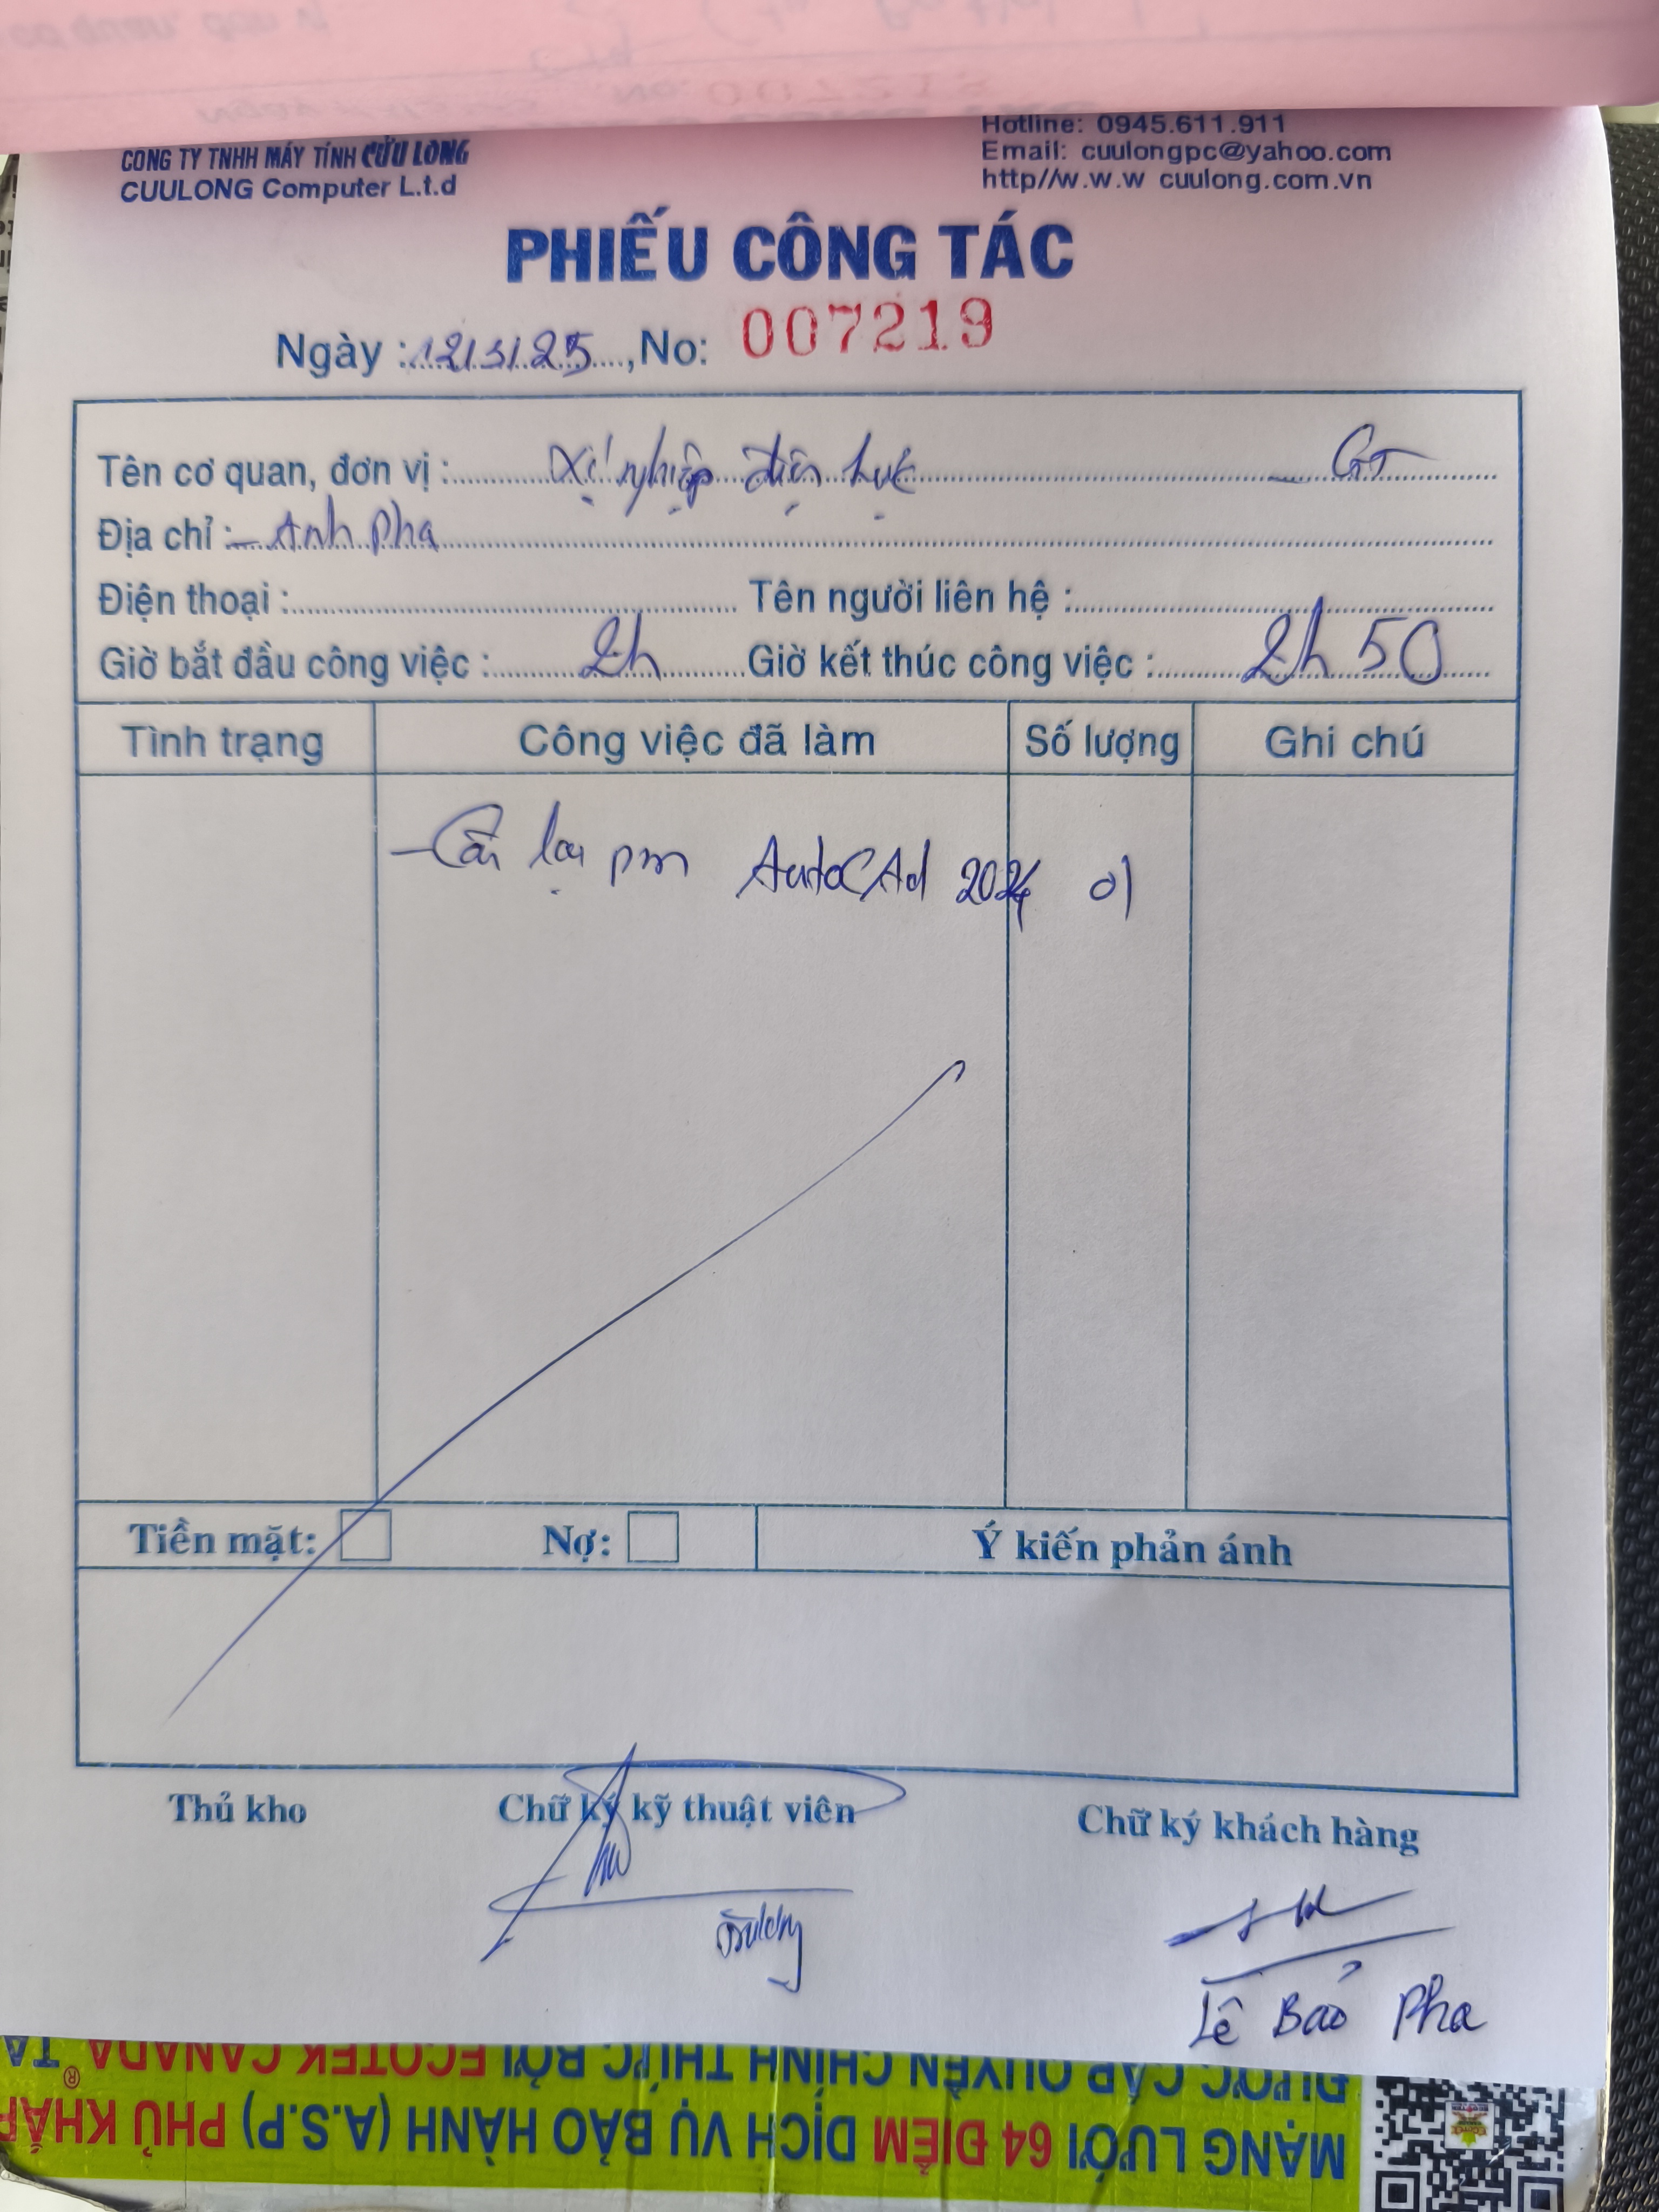 CÔNG TY TNHH MÁY TÍNH CỬU LONG
CUULONG Computer L.t.d
Hotline: 0945.611.911
Email: cuulongpc@yahoo.com
http//w.w.w cuulong.com.vn
PHIẾU CÔNG TÁC
Ngày : 12/3/25, No: 007219
Tên cơ quan, đơn vị : Xí nghiệp điện lực
Địa chỉ : - Anh Pha
Điện thoại : Tên người liên hệ :
Giờ bắt đầu công việc : 2h Giờ kết thúc công việc : 2h 50
Tình trạng Công việc đã làm Số lượng Ghi chú
- Cài lại pm AutoCAd 2024 01
Tiền mặt: Nợ: Ý kiến phản ánh
Thủ kho Chữ ký kỹ thuật viên Chữ ký khách hàng
Lê Bảo Pha
ĐƯỢC CẤP QUYỀN CHÍNH THỨC BỞI ECOTEK CANADA® TẠ
MẠNG LƯỚI 64 ĐIỂM DỊCH VỤ BẢO HÀNH (A.S.P) PHỦ KHẮP